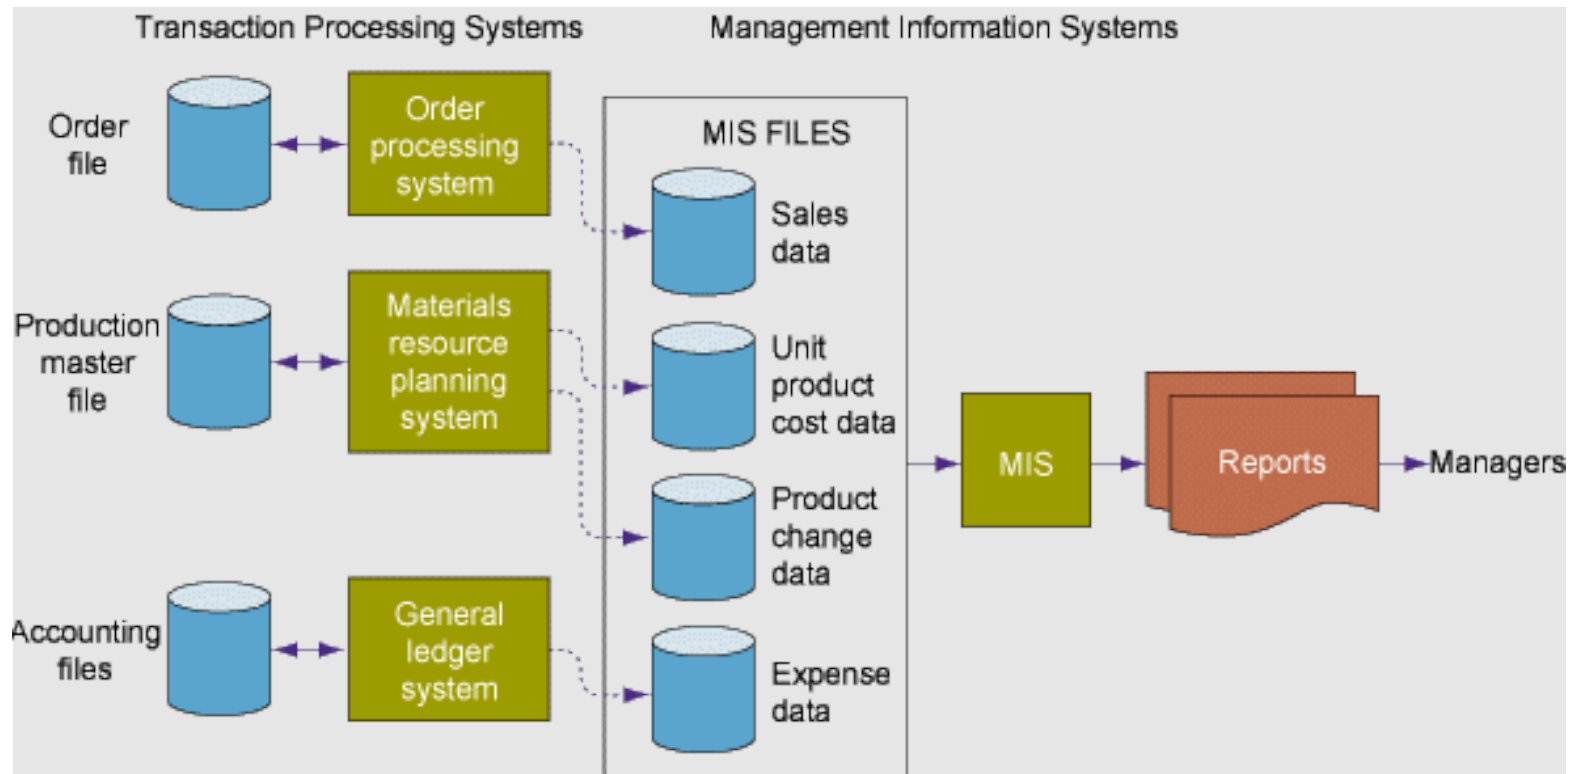 Transaction Processing Systems
Management Information Systems
Order
file
Order
processing
system
MIS FILES
Sales
data
Production
master
file
Materials
resource
planning
system
Unit
product
cost data
Product
change
data
MIS
Reports
Managers
Accounting
files
General
ledger
system
Expense
data